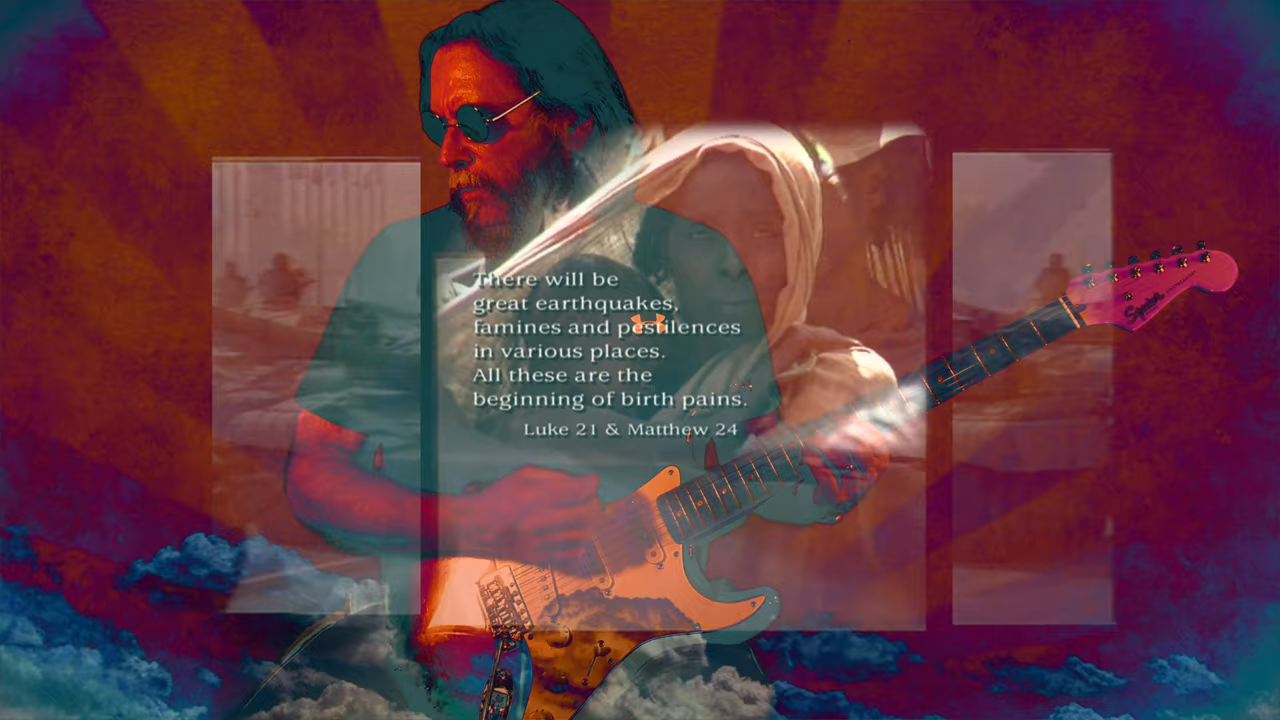 There will be
great earthquakes,
famines and pestilences
in various places.
All these are the
beginning of birth pains.
Luke 21 & Matthew 24
Squier